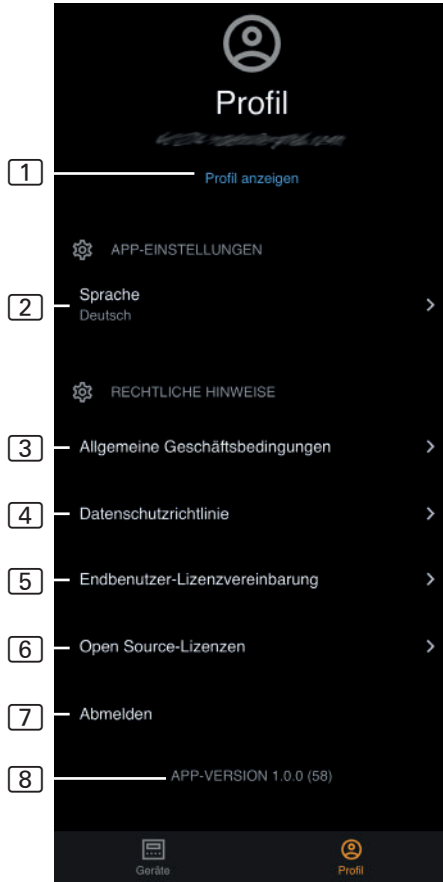 Profil
1
Profil anzeigen
APP-EINSTELLUNGEN
2
Sprache
Deutsch
RECHTLICHE HINWEISE
3
Allgemeine Geschäftsbedingungen
4
Datenschutzrichtlinie
5
Endbenutzer-Lizenzvereinbarung
6
Open Source-Lizenzen
7
Abmelden
8
APP-VERSION 1.0.0 (58)
Geräte
Profil